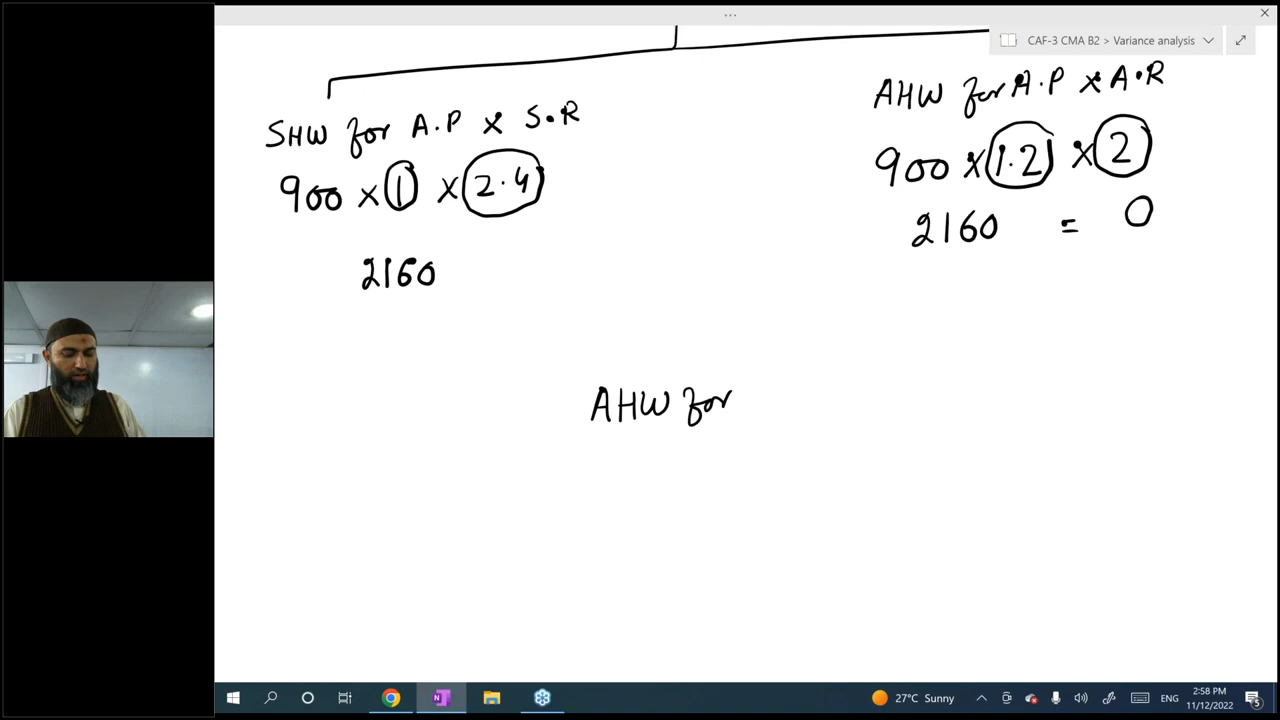 CAF-3 CMA B2 > Variance analysis
SHW for A.P × S.R
900 × 1 × 2.4
2160
AHW for A.P × A.R
900 × 1.2 × 2
2160 = 0
AHW for
27°C Sunny
ENG
2:58 PM
11/12/2022
5